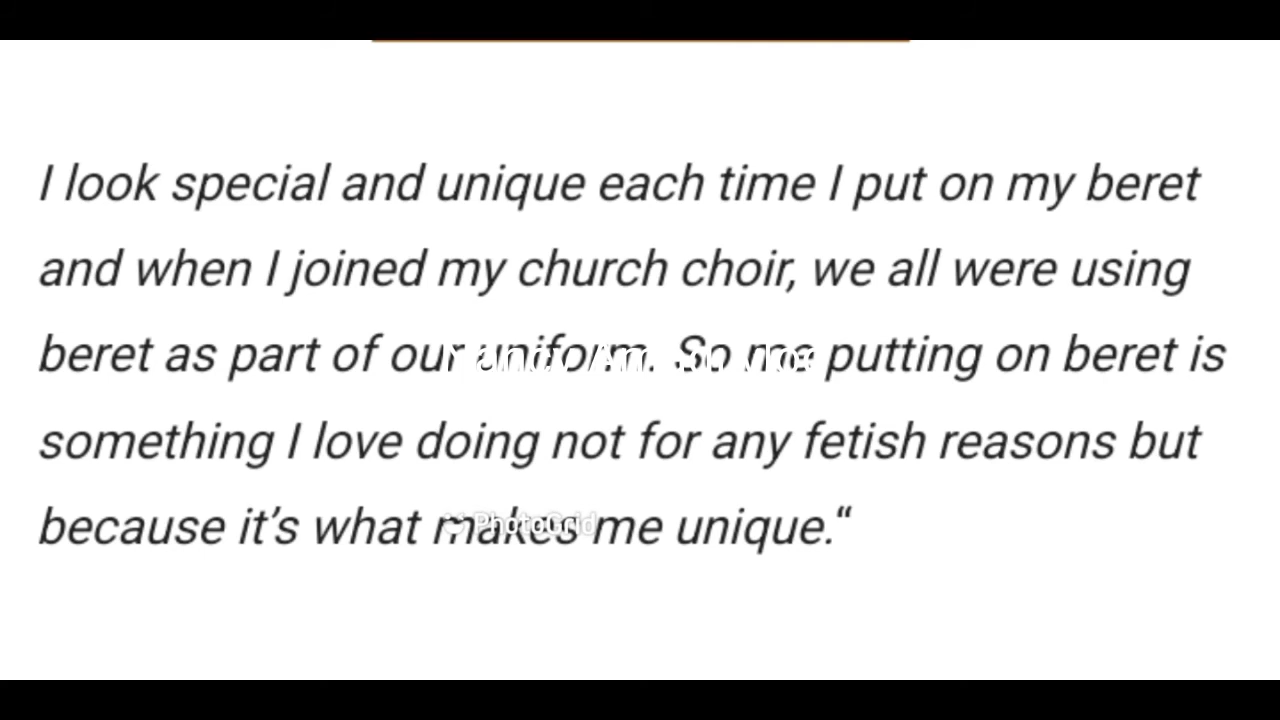 I look special and unique each time I put on my beret
and when I joined my church choir, we all were using
beret as part of our uniform. So me putting on beret is
something I love doing not for any fetish reasons but
because it’s what makes me unique.“
Nancy
PhotoGrid